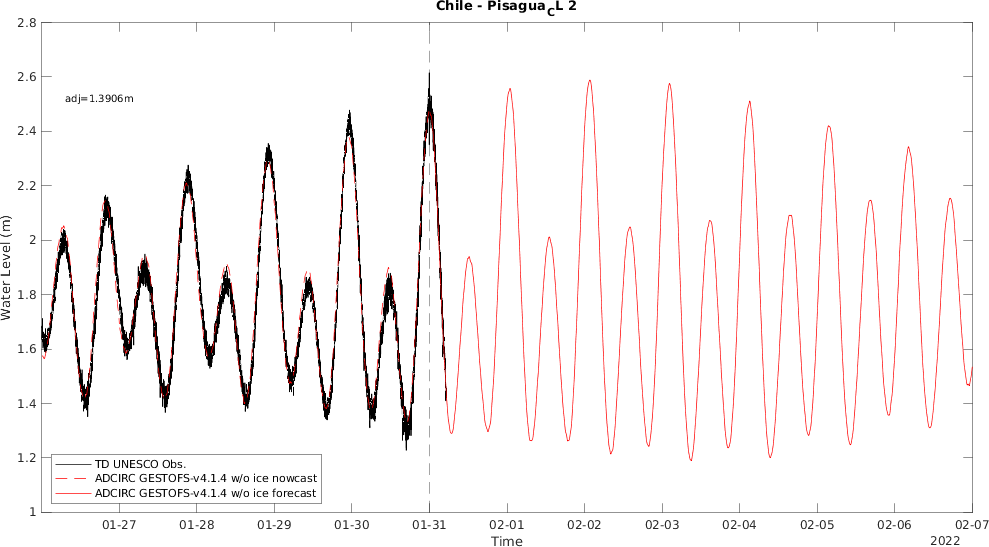 Chile - Pisagua_CL 2
2.8
2.6
2.4
2.2
2
1.8
1.6
1.4
1.2
1
Water Level (m)
adj=1.3906m
TD UNESCO Obs.
ADCIRC GESTOFS-v4.1.4 w/o ice nowcast
ADCIRC GESTOFS-v4.1.4 w/o ice forecast
01-27 01-28 01-29 01-30 01-31 02-01 02-02 02-03 02-04 02-05 02-06 02-07
Time
2022